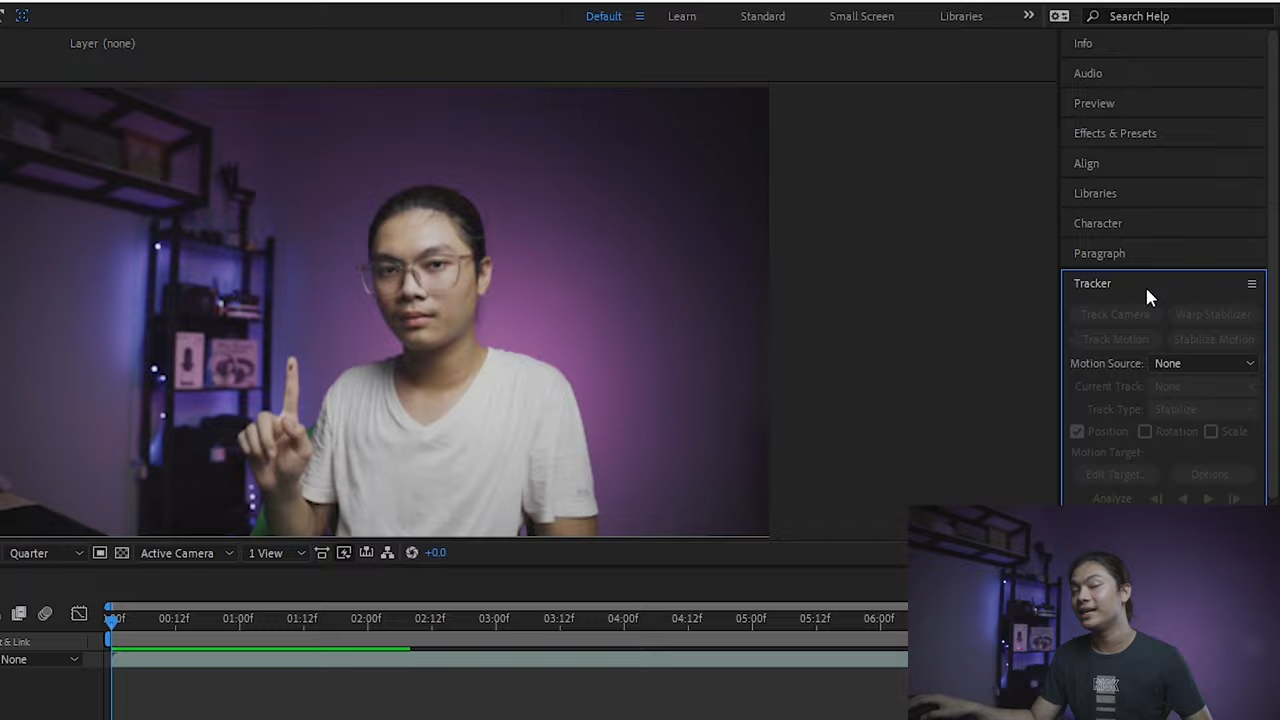 Default Learn Standard Small Screen Libraries Search Help
Layer (none)
Info
Audio
Preview
Effects & Presets
Align
Libraries
Character
Paragraph
Tracker
Track Camera Warp Stabilizer
Track Motion Stabilize Motion
Motion Source: None
Current Track: None
Track Type: Stabilize
Position Rotation Scale
Motion Target:
Edit Target... Options...
Analyze:
Quarter Active Camera 1 View +0.0
00:12f 01:00f 01:12f 02:00f 02:12f 03:00f 03:12f 04:00f 04:12f 05:00f 05:12f 06:00f
t & Link
None
RISK